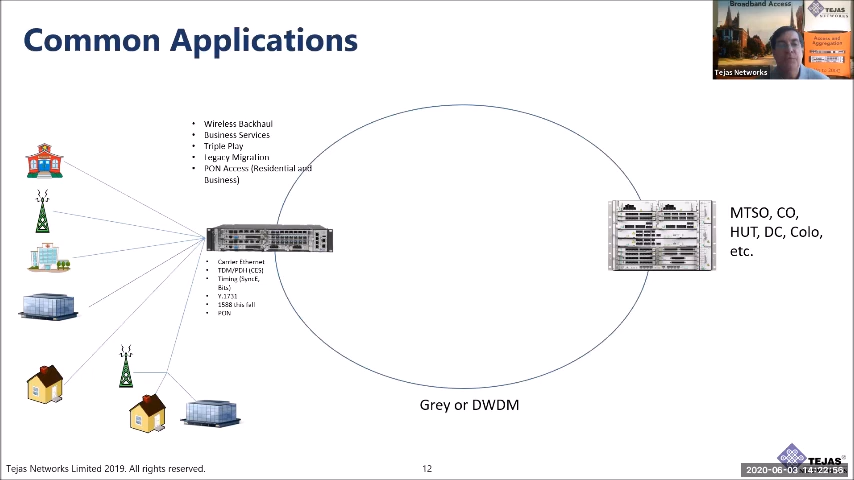 Common Applications
Broadband Access
TEJAS
NETWORKS
Access and
Aggregation
Tejas Networks
• Wireless Backhaul
• Business Services
• Triple Play
• Legacy Migration
• PON Access (Residential and
Business)
MTSO, CO,
HUT, DC, Colo,
etc.
• Carrier Ethernet
• TDM/PDH (CES)
• Timing (SyncE,
Bits)
• Y.1731
• 1588 this fall
• PON
Grey or DWDM
Tejas Networks Limited 2019. All rights reserved.
12
TEJAS
2020-06-03 14:22:56